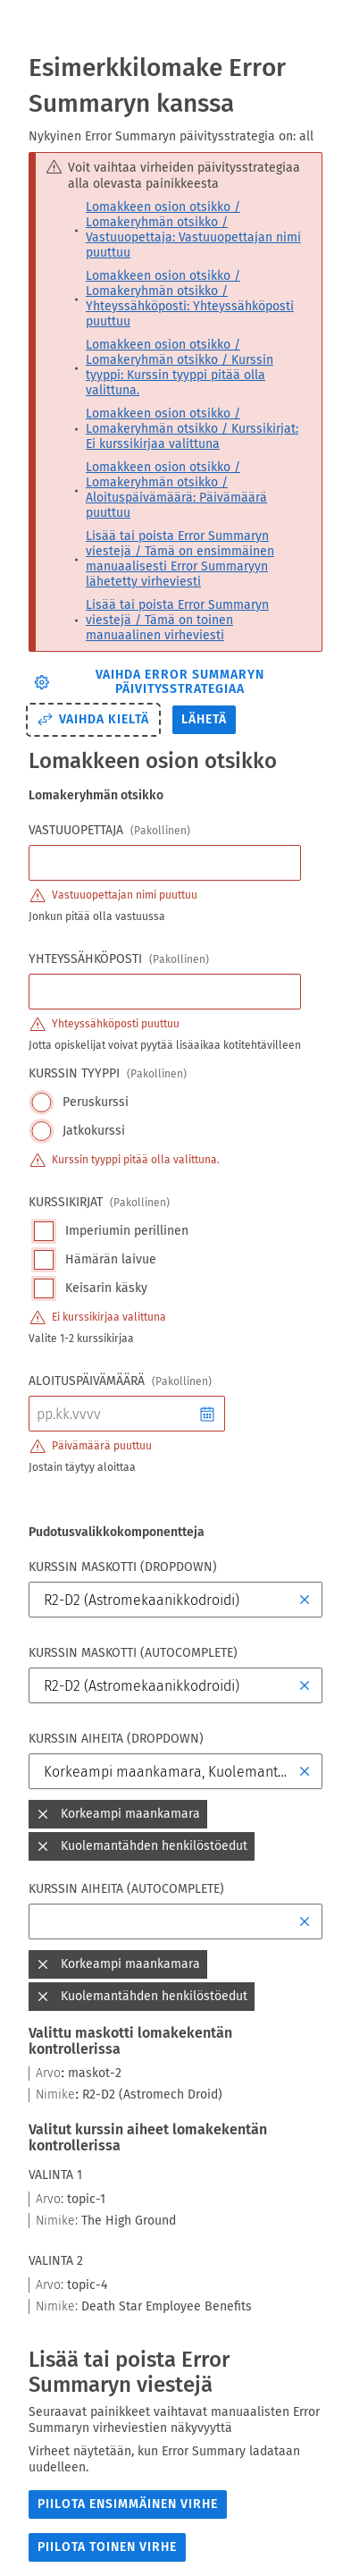 Esimerkkilomake Error
Summaryn kanssa
Nykyinen Error Summaryn päivitysstrategia on: all
Voit vaihtaa virheiden päivitysstrategiaa
alla olevasta painikkeesta
Lomakkeen osion otsikko /
Lomakeryhmän otsikko /
Vastuuopettaja: Vastuuopettajan nimi
puuttuu
Lomakkeen osion otsikko /
Lomakeryhmän otsikko /
Yhteyssähköposti: Yhteyssähköposti
puuttuu
Lomakkeen osion otsikko /
Lomakeryhmän otsikko / Kurssin
tyyppi: Kurssin tyyppi pitää olla
valittuna.
Lomakkeen osion otsikko /
Lomakeryhmän otsikko / Kurssikirjat:
Ei kurssikirjaa valittuna
Lomakkeen osion otsikko /
Lomakeryhmän otsikko /
Aloituspäivämäärä: Päivämäärä
puuttuu
Lisää tai poista Error Summaryn
viestejä / Tämä on ensimmäinen
manuaalisesti Error Summaryyn
lähetetty virheviesti
Lisää tai poista Error Summaryn
viestejä / Tämä on toinen
manuaalinen virheviesti
VAIHDA ERROR SUMMARYN
PÄIVITYSSTRATEGIAA
VAIHDA KIELTÄ
LÄHETÄ
Lomakkeen osion otsikko
Lomakeryhmän otsikko
VASTUUOPETTAJA (Pakollinen)
Vastuuopettajan nimi puuttuu
Jonkun pitää olla vastuussa
YHTEYSSÄHKÖPOSTI (Pakollinen)
Yhteyssähköposti puuttuu
Jotta opiskelijat voivat pyytää lisäaikaa kotitehtävilleen
KURSSIN TYYPPI (Pakollinen)
Peruskurssi
Jatkokurssi
Kurssin tyyppi pitää olla valittuna.
KURSSIKIRJAT (Pakollinen)
Imperiumin perillinen
Hämärän laivue
Keisarin käsky
Ei kurssikirjaa valittuna
Valite 1-2 kurssikirjaa
ALOITUSPÄIVÄMÄÄRÄ (Pakollinen)
pp.kk.vvvv
Päivämäärä puuttuu
Jostain täytyy aloittaa
Pudotusvalikkokomponentteja
KURSSIN MASKOTTI (DROPDOWN)
R2-D2 (Astromekaanikkodroidi)
KURSSIN MASKOTTI (AUTOCOMPLETE)
R2-D2 (Astromekaanikkodroidi)
KURSSIN AIHEITA (DROPDOWN)
Korkeampi maankamara, Kuolemant...
Korkeampi maankamara
Kuolemantähden henkilöstöedut
KURSSIN AIHEITA (AUTOCOMPLETE)
Korkeampi maankamara
Kuolemantähden henkilöstöedut
Valittu maskotti lomakekentän
kontrollerissa
Arvo: maskot-2
Nimike: R2-D2 (Astromech Droid)
Valitut kurssin aiheet lomakekentän
kontrollerissa
VALINTA 1
Arvo: topic-1
Nimike: The High Ground
VALINTA 2
Arvo: topic-4
Nimike: Death Star Employee Benefits
Lisää tai poista Error
Summaryn viestejä
Seuraavat painikkeet vaihtavat manuaalisten Error
Summaryn virheviestien näkyvyyttä
Virheet näytetään, kun Error Summary ladataan
uudelleen.
PIILOTA ENSIMMÄINEN VIRHE
PIILOTA TOINEN VIRHE